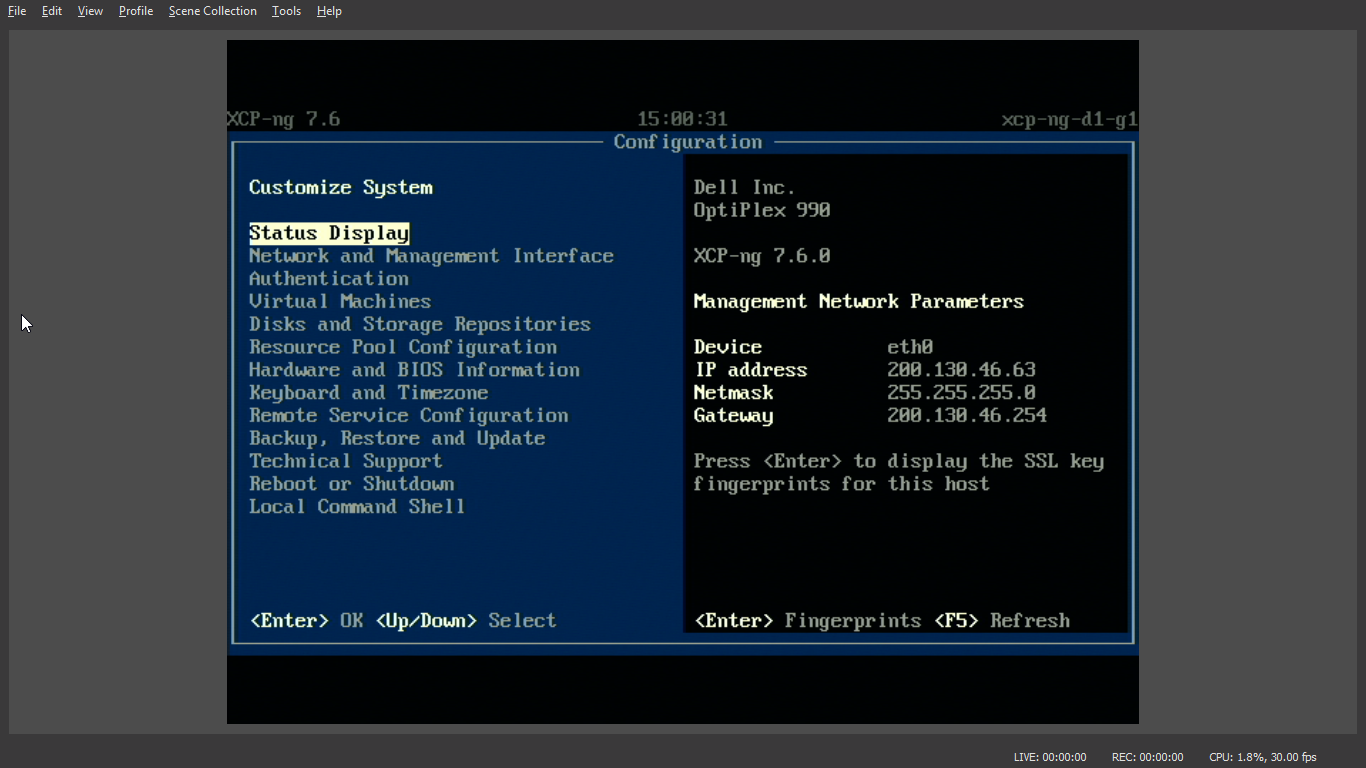 File Edit View Profile Scene Collection Tools Help
XCP-ng 7.6 15:00:31 xcp-ng-d1-g1
Configuration
Customize System
Status Display
Network and Management Interface
Authentication
Virtual Machines
Disks and Storage Repositories
Resource Pool Configuration
Hardware and BIOS Information
Keyboard and Timezone
Remote Service Configuration
Backup, Restore and Update
Technical Support
Reboot or Shutdown
Local Command Shell
<Enter> OK <Up/Down> Select
Dell Inc.
OptiPlex 990
XCP-ng 7.6.0
Management Network Parameters
Device eth0
IP address 200.130.46.63
Netmask 255.255.255.0
Gateway 200.130.46.254
Press <Enter> to display the SSL key
fingerprints for this host
<Enter> Fingerprints <F5> Refresh
LIVE: 00:00:00 REC: 00:00:00 CPU: 1.8%, 30.00 fps